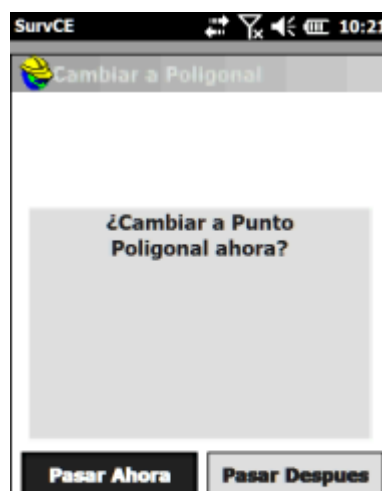 SurvCE 10:21
Cambiar a Poligonal
¿Cambiar a Punto
Poligonal ahora?
Pasar Ahora Pasar Despues